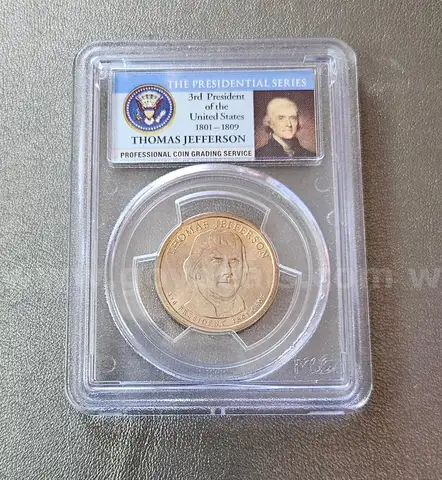 THE PRESIDENTIAL SERIES
3rd President
of the
United States
1801–1809
THOMAS JEFFERSON
PROFESSIONAL COIN GRADING SERVICE
THOMAS JEFFERSON
PCGS